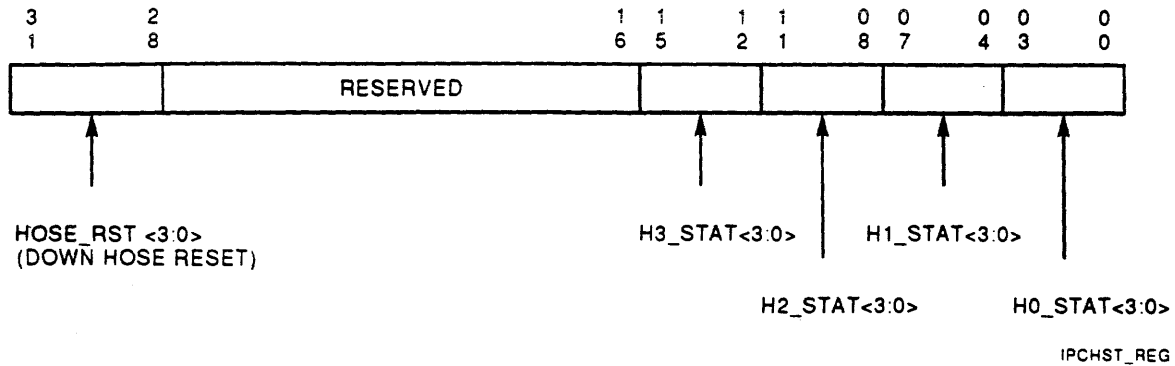 3 2 1 1 1 1 0 0 0 0 0
1 8 6 5 2 1 8 7 4 3 0
RESERVED
HOSE_RST <3:0>
(DOWN HOSE RESET)
H3_STAT<3:0>
H1_STAT<3:0>
H2_STAT<3:0>
H0_STAT<3:0>
IPCHST_REG